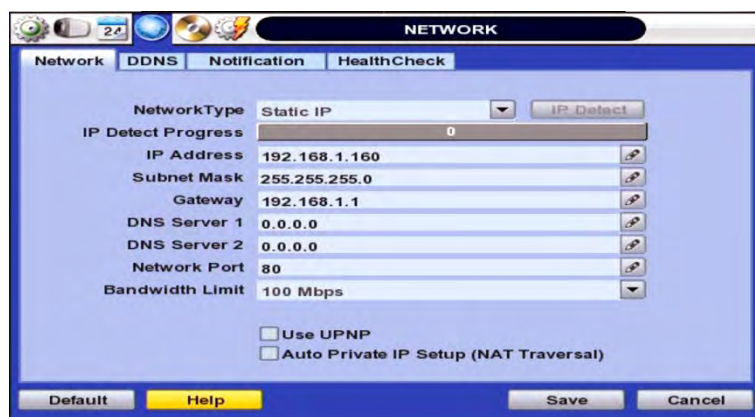 24
NETWORK
Network DDNS Notification HealthCheck
NetworkType Static IP IP Detect
IP Detect Progress 0
IP Address 192.168.1.160
Subnet Mask 255.255.255.0
Gateway 192.168.1.1
DNS Server 1 0.0.0.0
DNS Server 2 0.0.0.0
Network Port 80
Bandwidth Limit 100 Mbps
Use UPNP
Auto Private IP Setup (NAT Traversal)
Default Help Save Cancel